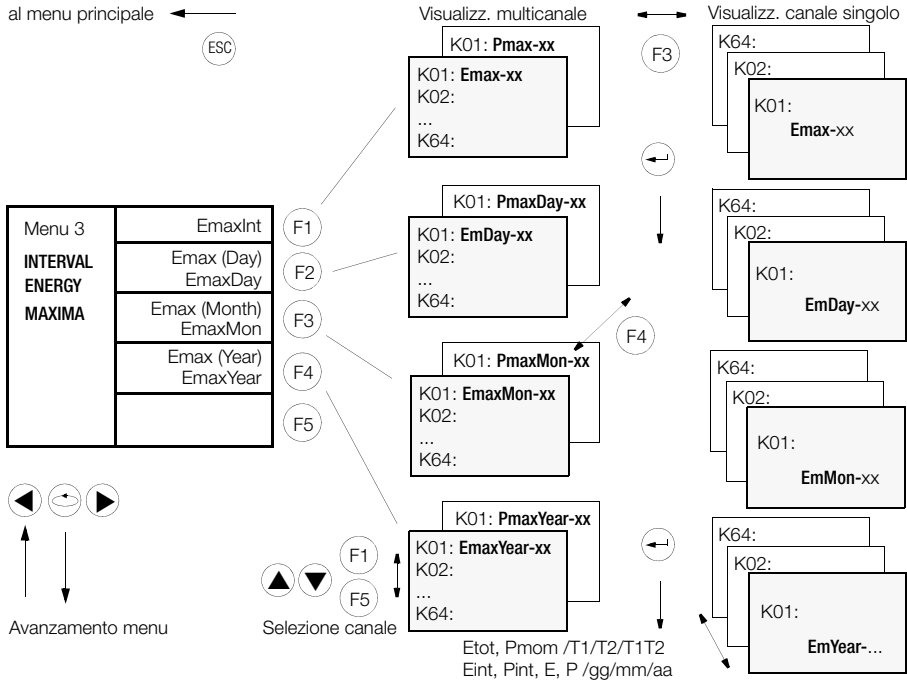 al menu principale
ESC
Visualizz. multicanale
Visualizz. canale singolo
F3
K01: Pmax-xx
K01: Emax-xx
K02:
...
K64:
K64:
K02:
K01:
Emax-xx
Menu 3
INTERVAL
ENERGY
MAXIMA
EmaxInt
F1
Emax (Day)
EmaxDay
F2
Emax (Month)
EmaxMon
F3
Emax (Year)
EmaxYear
F4
F5
K01: PmaxDay-xx
K01: EmDay-xx
K02:
...
K64:
K64:
K02:
K01:
EmDay-xx
F4
K01: PmaxMon-xx
K01: EmaxMon-xx
K02:
...
K64:
K64:
K02:
K01:
EmMon-xx
K01: PmaxYear-xx
K01: EmaxYear-xx
K02:
...
K64:
K64:
K02:
K01:
EmYear-...
F1
F5
Avanzamento menu
Selezione canale
Etot, Pmom /T1/T2/T1T2
Eint, Pint, E, P /gg/mm/aa